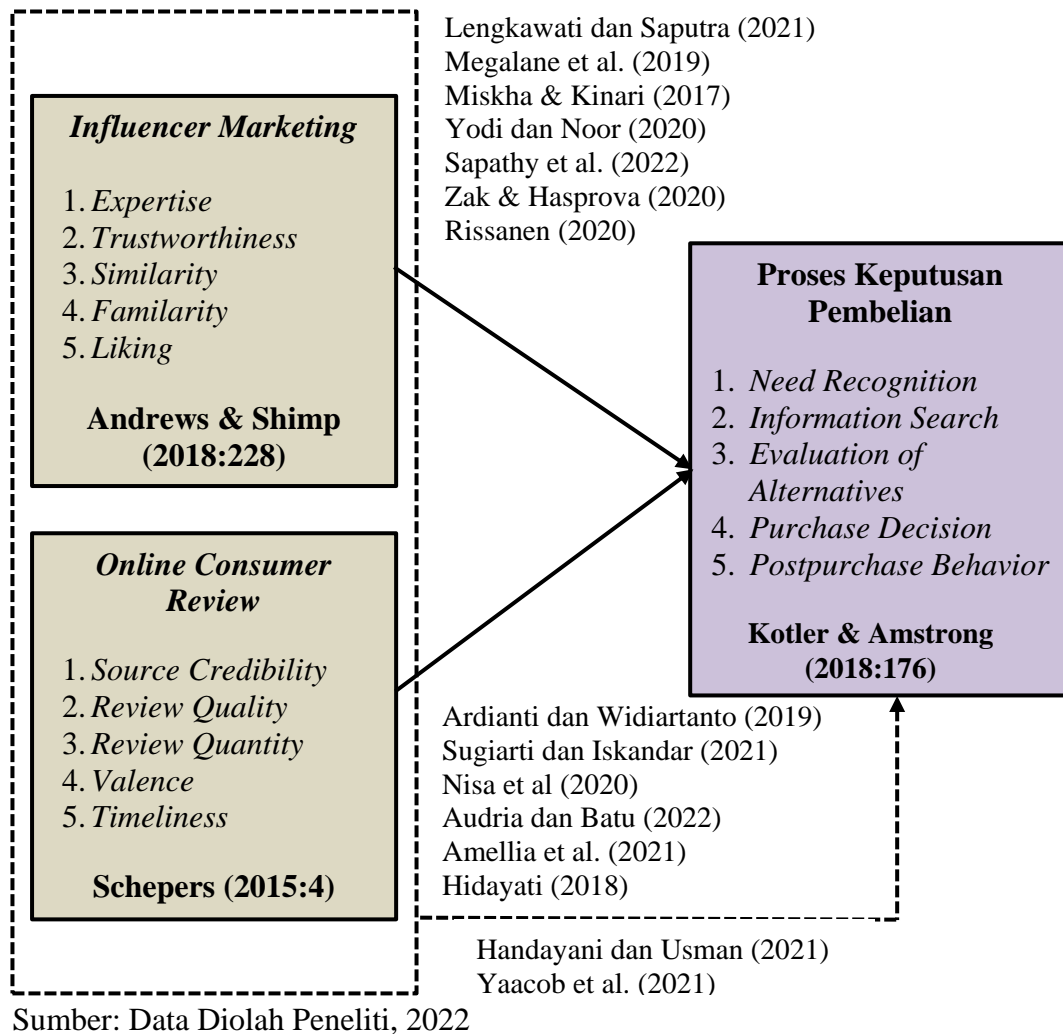 Lengkawati dan Saputra (2021)
Megalane et al. (2019)
Miskha & Kinari (2017)
Yodi dan Noor (2020)
Sapathy et al. (2022)
Zak & Hasprova (2020)
Rissanen (2020)
Influencer Marketing
1. Expertise
2. Trustworthiness
3. Similarity
4. Familarity
5. Liking
Andrews & Shimp
(2018:228)
Proses Keputusan
Pembelian
1. Need Recognition
2. Information Search
3. Evaluation of
Alternatives
4. Purchase Decision
5. Postpurchase Behavior
Kotler & Amstrong
(2018:176)
Online Consumer
Review
1. Source Credibility
2. Review Quality
3. Review Quantity
4. Valence
5. Timeliness
Schepers (2015:4)
Ardianti dan Widiartanto (2019)
Sugiarti dan Iskandar (2021)
Nisa et al (2020)
Audria dan Batu (2022)
Amellia et al. (2021)
Hidayati (2018)
Handayani dan Usman (2021)
Yaacob et al. (2021)
Sumber: Data Diolah Peneliti, 2022